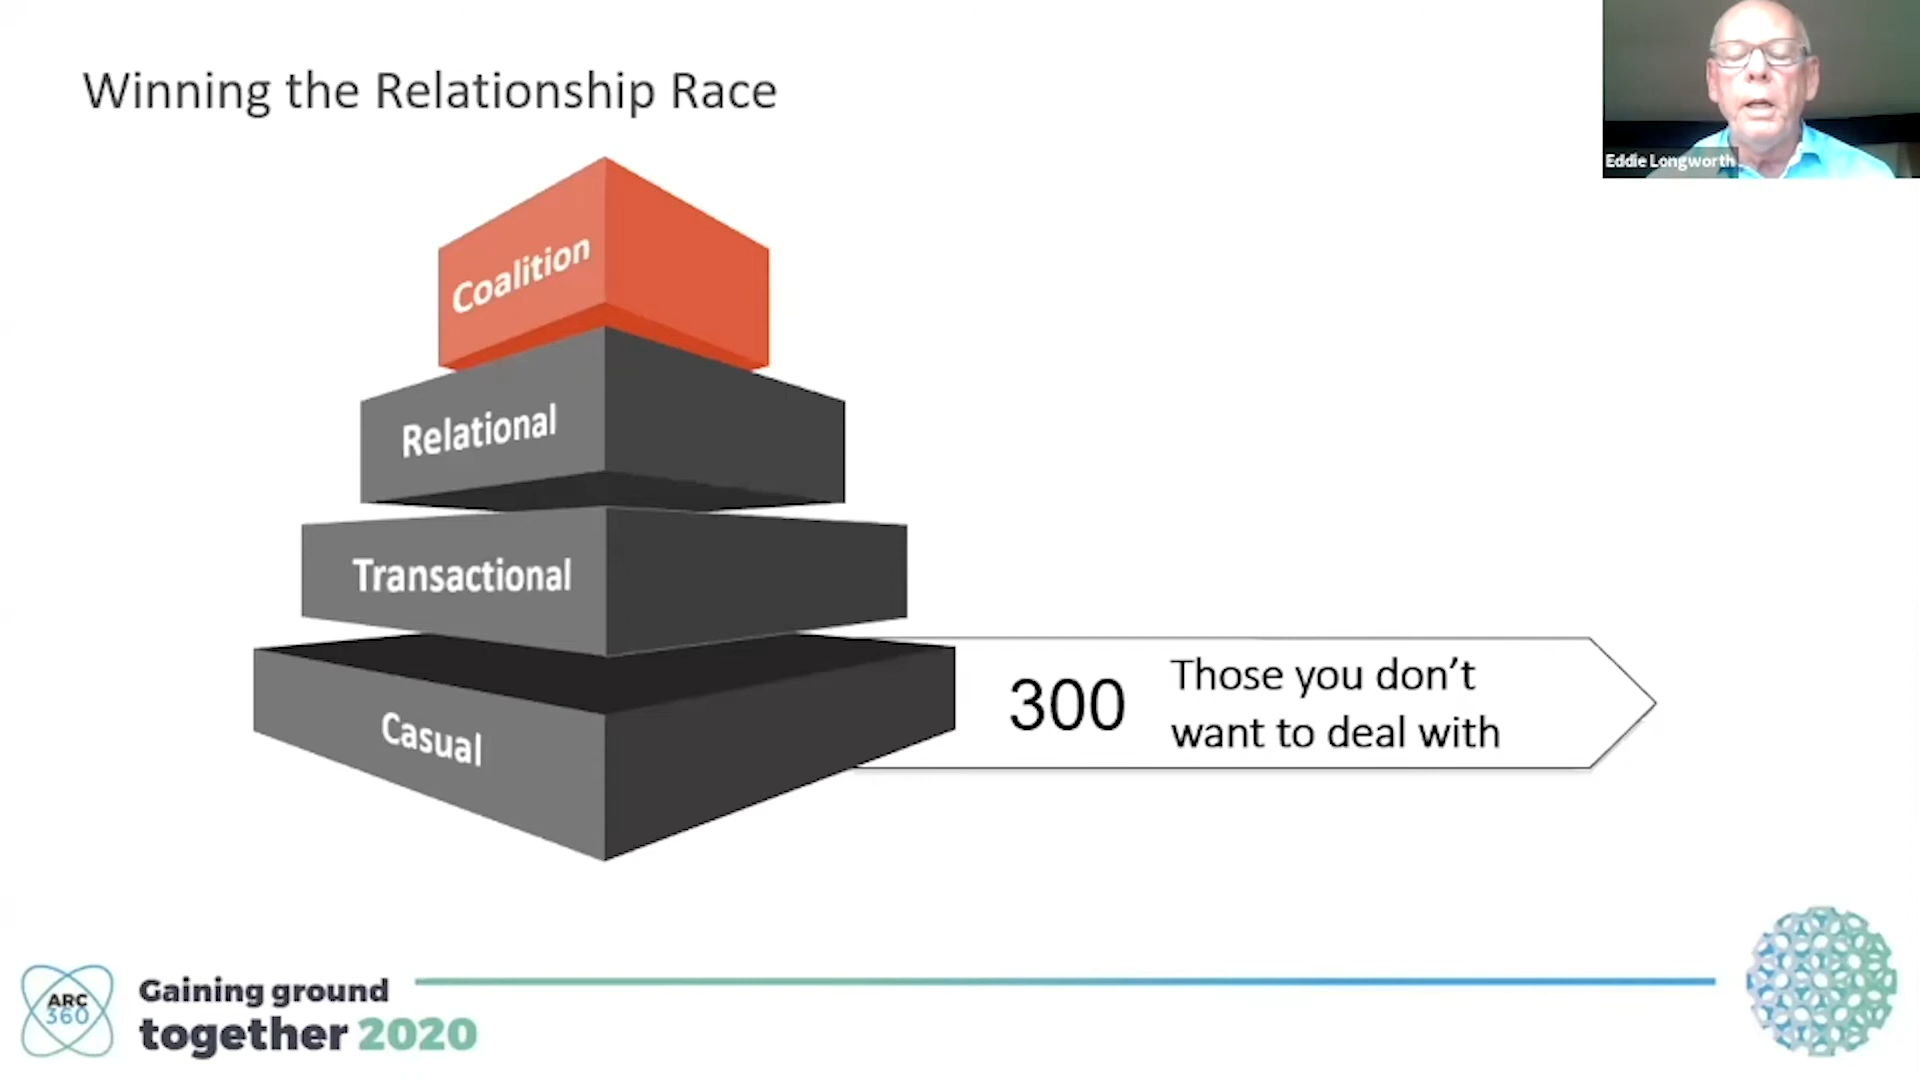 Winning the Relationship Race
Eddie Longworth
Coalition
Relational
Transactional
Casual
300
Those you don't
want to deal with
ARC
360
Gaining ground
together 2020